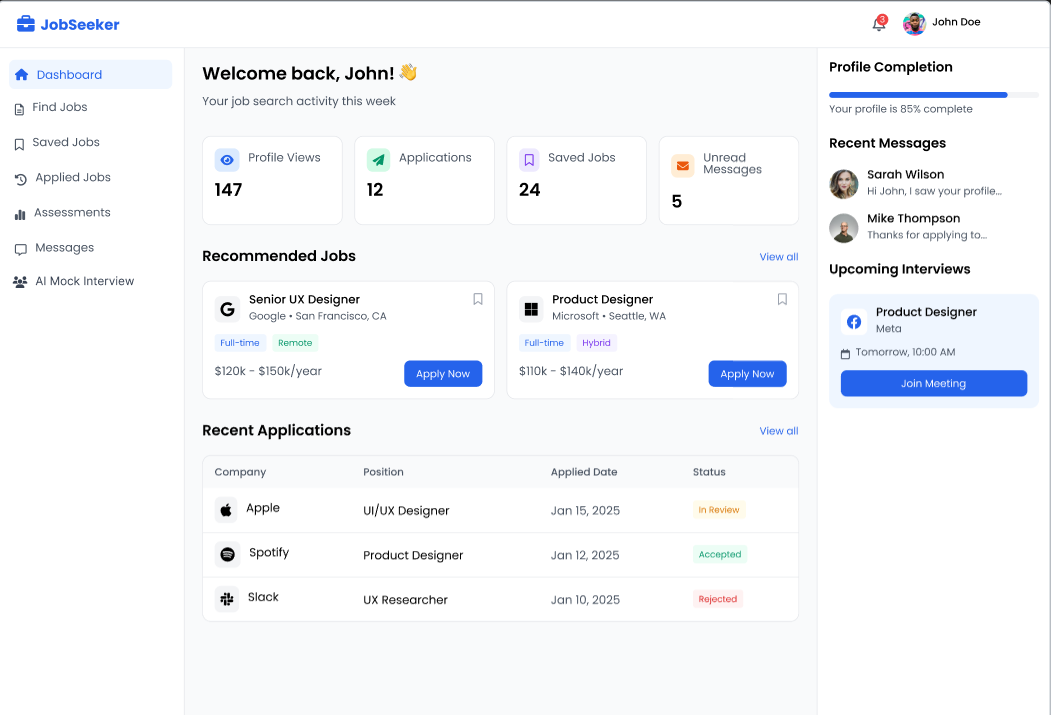 JobSeeker
3
John Doe
Dashboard
Find Jobs
Saved Jobs
Applied Jobs
Assessments
Messages
AI Mock Interview
Welcome back, John! 👋
Your job search activity this week
Profile Views
147
Applications
12
Saved Jobs
24
Unread
Messages
5
Recommended Jobs
View all
Senior UX Designer
Google • San Francisco, CA
Full-time Remote
$120k - $150k/year
Apply Now
Product Designer
Microsoft • Seattle, WA
Full-time Hybrid
$110k - $140k/year
Apply Now
Recent Applications
View all
Company Position Applied Date Status
Apple UI/UX Designer Jan 15, 2025 In Review
Spotify Product Designer Jan 12, 2025 Accepted
Slack UX Researcher Jan 10, 2025 Rejected
Profile Completion
Your profile is 85% complete
Recent Messages
Sarah Wilson
Hi John, I saw your profile...
Mike Thompson
Thanks for applying to...
Upcoming Interviews
Product Designer
Meta
Tomorrow, 10:00 AM
Join Meeting